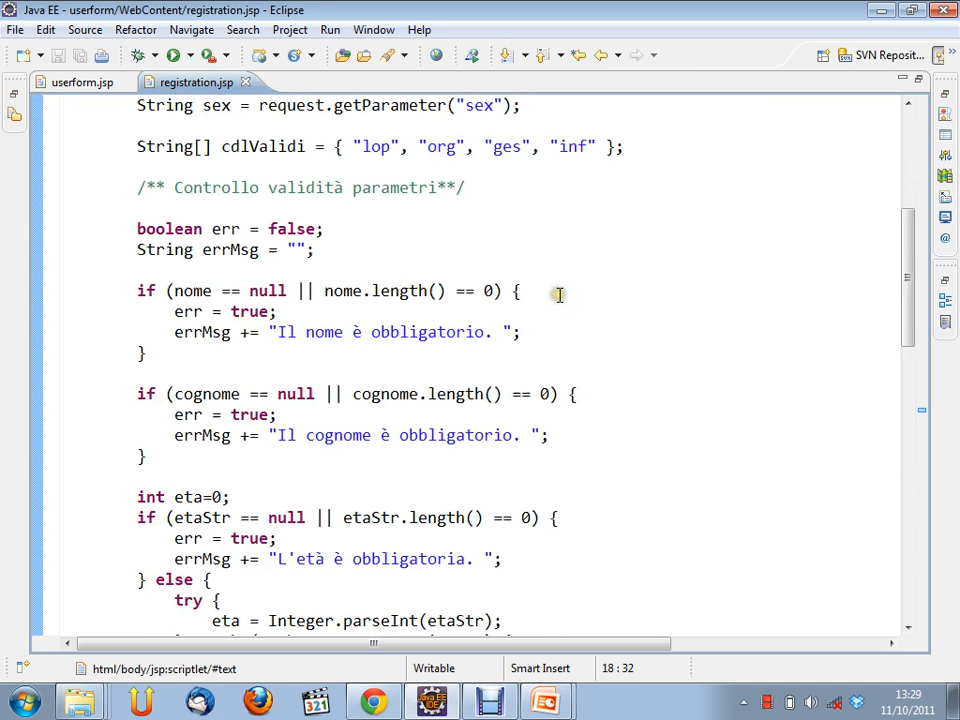 Java EE - userform/WebContent/registration.jsp - Eclipse
File Edit Source Refactor Navigate Search Project Run Window Help
SVN Reposit...
userform.jsp registration.jsp
String sex = request.getParameter("sex");
String[] cdlValidi = { "lop", "org", "ges", "inf" };
/** Controllo validità parametri**/
boolean err = false;
String errMsg = "";
if (nome == null || nome.length() == 0) {
err = true;
errMsg += "Il nome è obbligatorio. ";
}
if (cognome == null || cognome.length() == 0) {
err = true;
errMsg += "Il cognome è obbligatorio. ";
}
int eta=0;
if (etaStr == null || etaStr.length() == 0) {
err = true;
errMsg += "L'età è obbligatoria. ";
} else {
try {
eta = Integer.parseInt(etaStr);
html/body/jsp:scriptlet/#text Writable Smart Insert 18 : 32
321
Java EE
IDE
13:29
11/10/2011